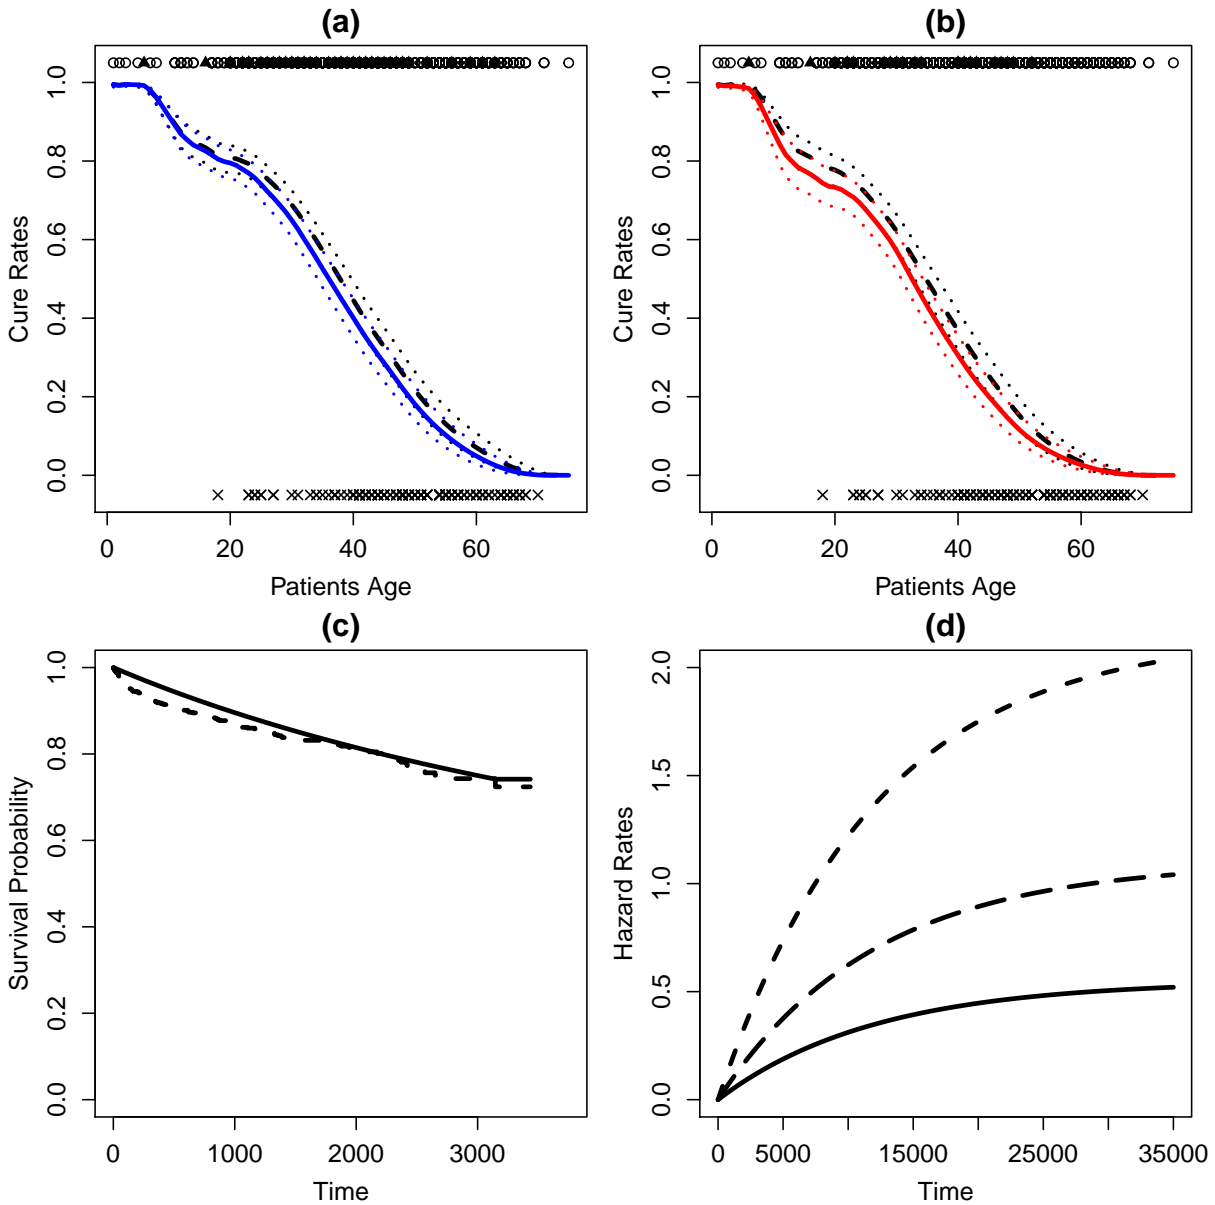 (a)
Cure Rates
1.0
0.8
0.6
0.4
0.2
0.0
0 20 40 60
Patients Age
(b)
Cure Rates
1.0
0.8
0.6
0.4
0.2
0.0
0 20 40 60
Patients Age
(c)
Survival Probability
1.0
0.8
0.6
0.4
0.2
0.0
0 1000 2000 3000
Time
(d)
Hazard Rates
2.0
1.5
1.0
0.5
0.0
0 5000 15000 25000 35000
Time